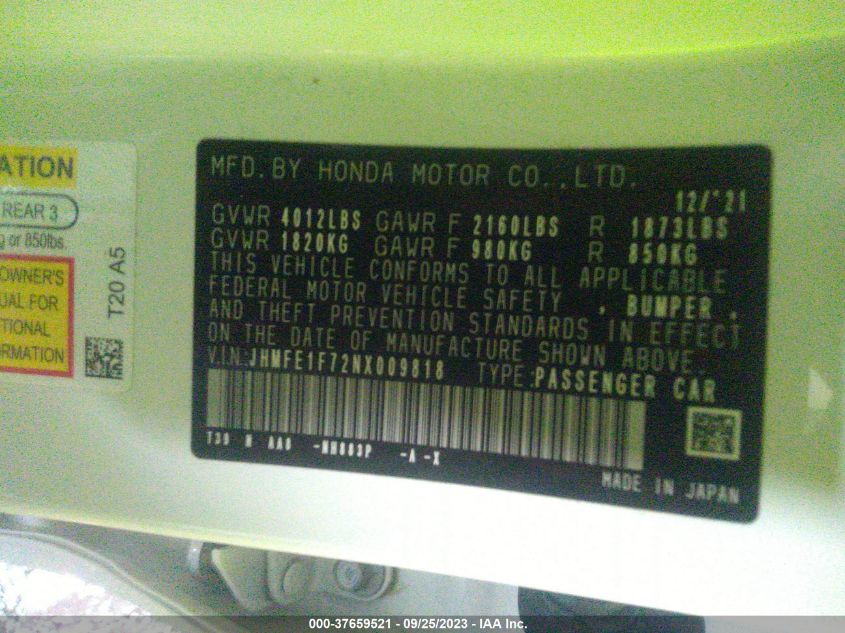 ATION
REAR 3
g or 850lbs.
OWNER'S
UAL FOR
TIONAL
ORMATION
T20 A5
MFD. BY HONDA MOTOR CO.,LTD.
12/'21
GVWR 4012LBS GAWR F 2160LBS R 1873LBS
GVWR 1820KG GAWR F 980KG R 850KG
THIS VEHICLE CONFORMS TO ALL APPLICABLE
FEDERAL MOTOR VEHICLE SAFETY , BUMPER ,
AND THEFT PREVENTION STANDARDS IN EFFECT
ON THE DATE OF MANUFACTURE SHOWN ABOVE.
V.I.N.:JHMFE1F72NX009818 TYPE:PASSENGER CAR
T39 N AA0 -NH883P -A -X
MADE IN JAPAN
000-37659521 - 09/25/2023 - IAA Inc.